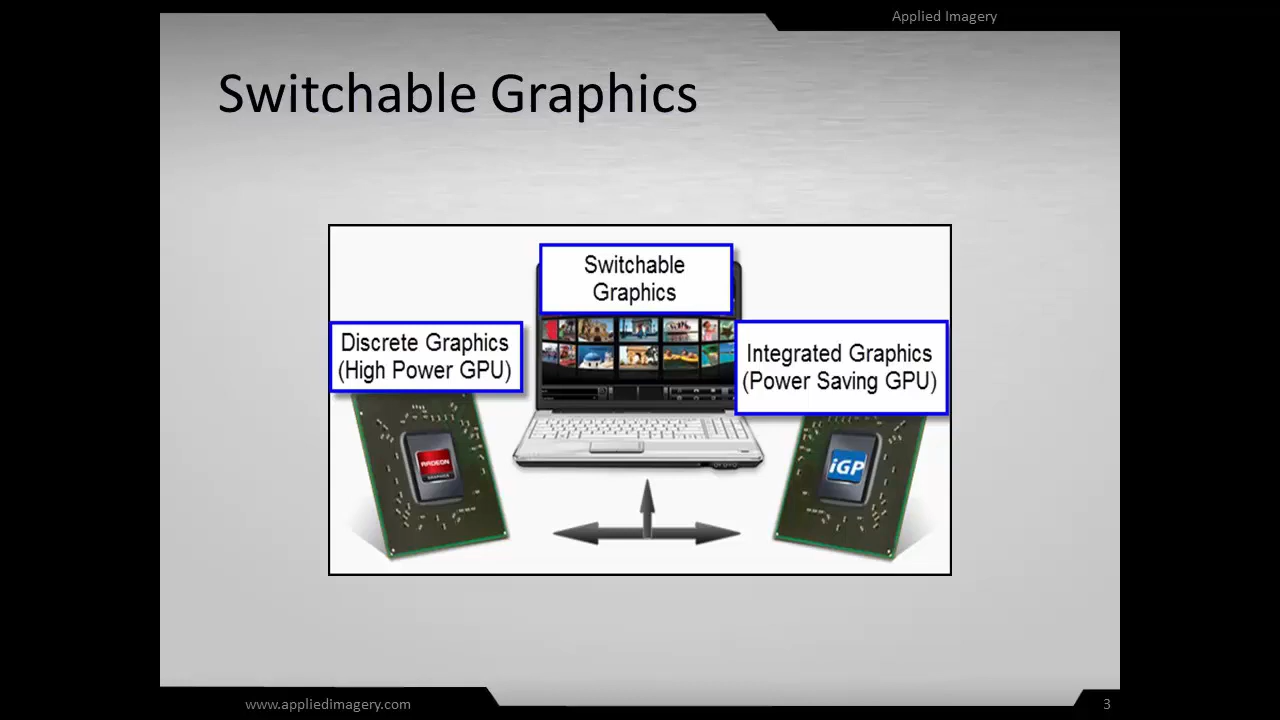 Applied Imagery
Switchable Graphics
Switchable
Graphics
Discrete Graphics
(High Power GPU)
Integrated Graphics
(Power Saving GPU)
RADEON
GRAPHICS
iGP
www.appliedimagery.com
3